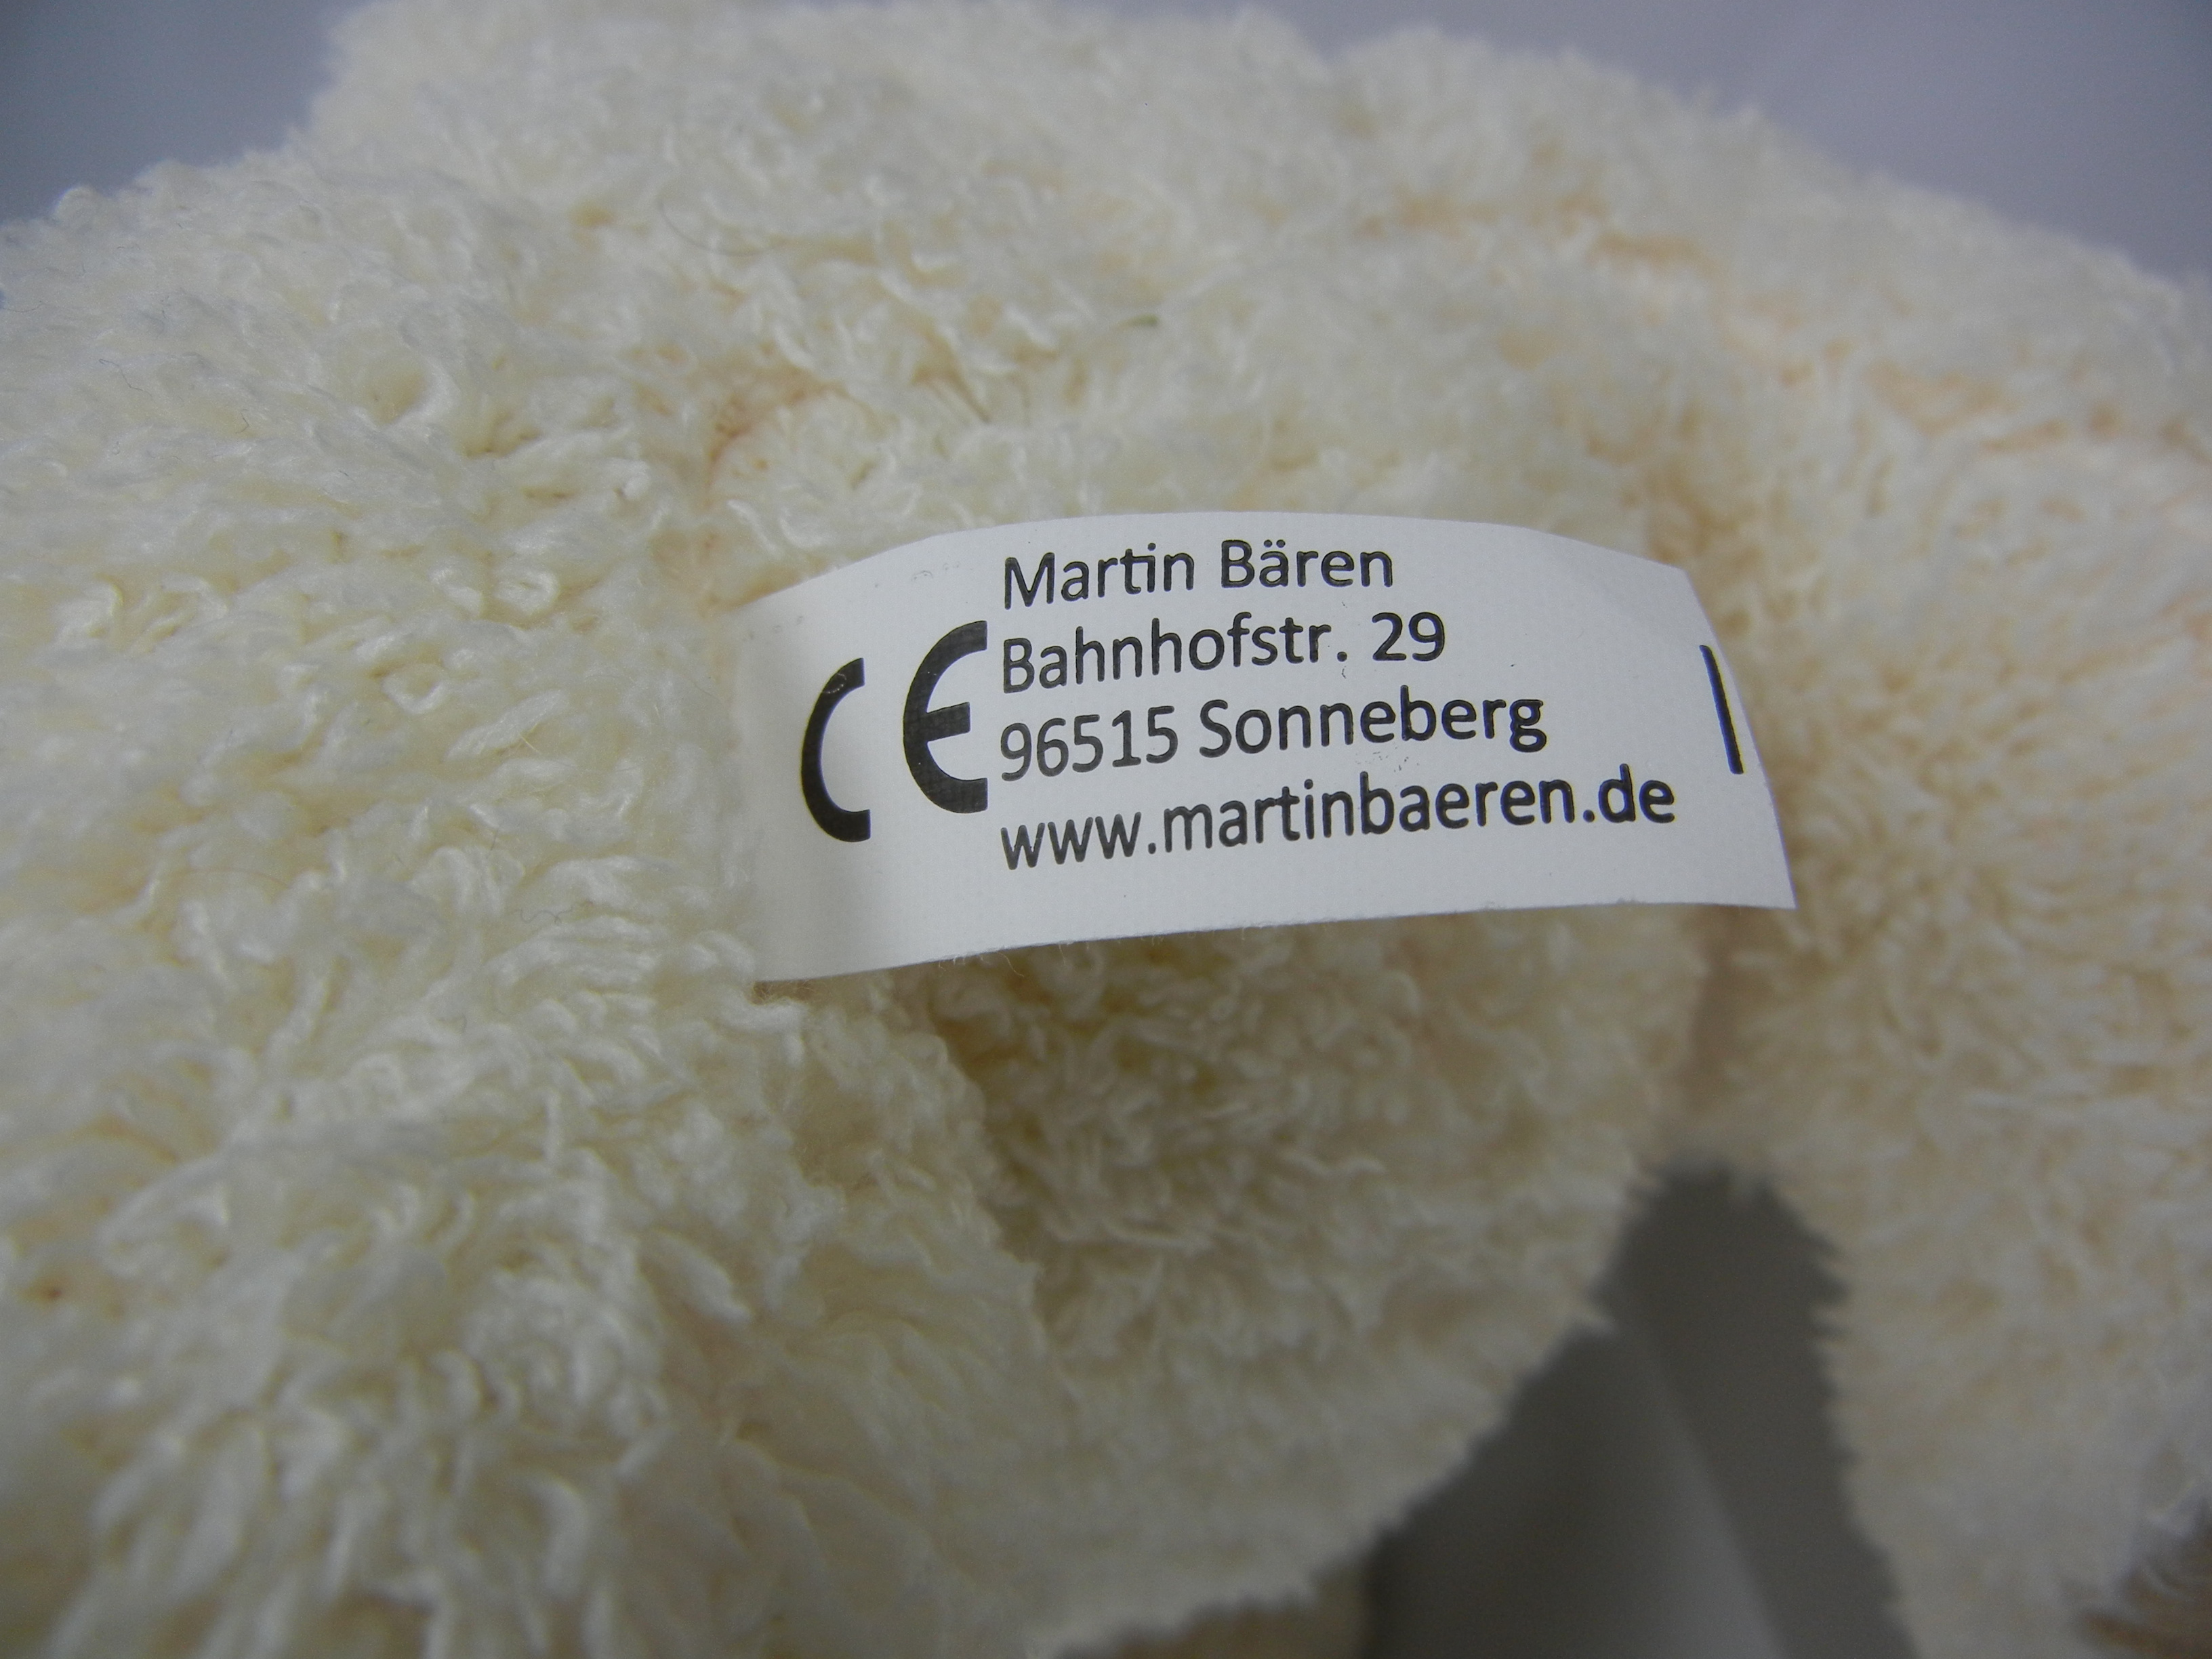 Martin Bären
CE Bahnhofstr. 29
96515 Sonneberg
www.martinbaeren.de